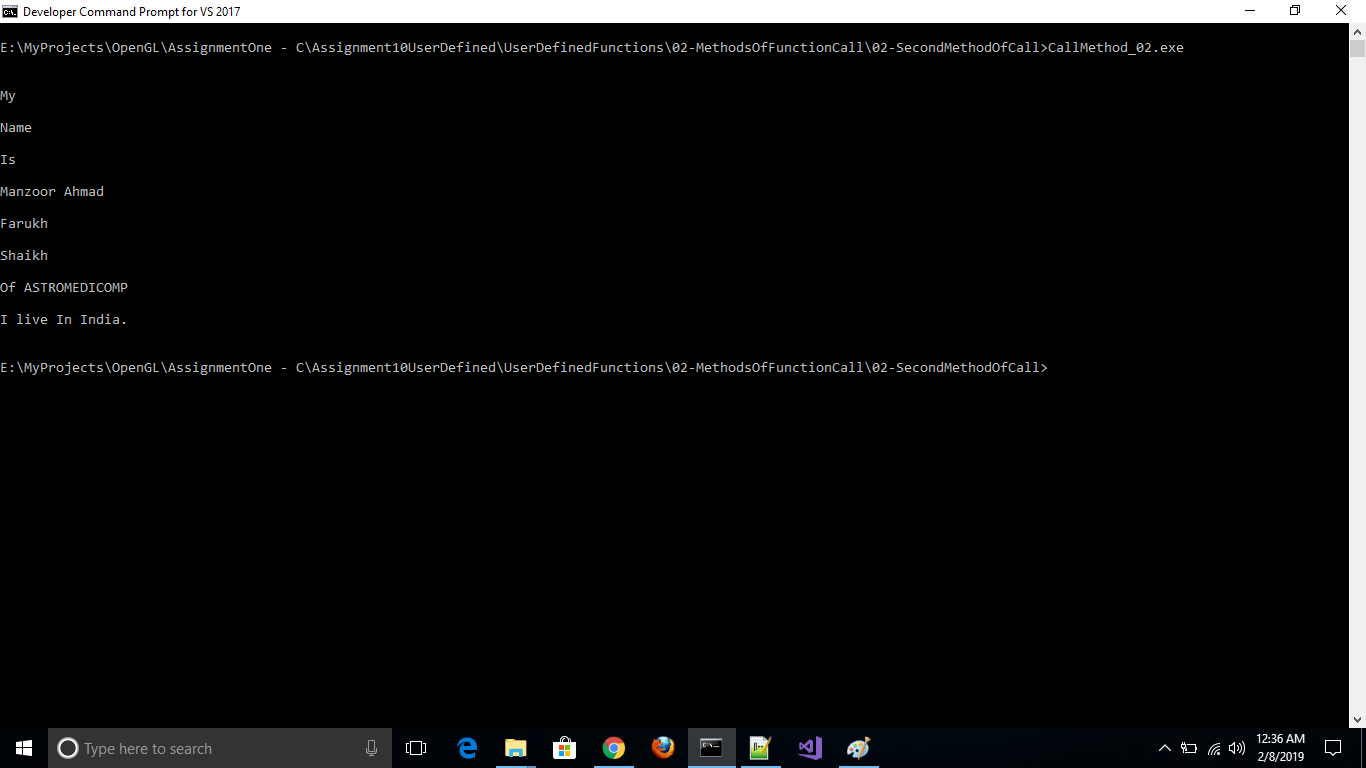 Developer Command Prompt for VS 2017
E:\MyProjects\OpenGL\AssignmentOne - C\Assignment10UserDefined\UserDefinedFunctions\02-MethodsOfFunctionCall\02-SecondMethodOfCall>CallMethod_02.exe
My
Name
Is
Manzoor Ahmad
Farukh
Shaikh
Of ASTROMEDICOMP
I live In India.
E:\MyProjects\OpenGL\AssignmentOne - C\Assignment10UserDefined\UserDefinedFunctions\02-MethodsOfFunctionCall\02-SecondMethodOfCall>
Type here to search
12:36 AM
2/8/2019